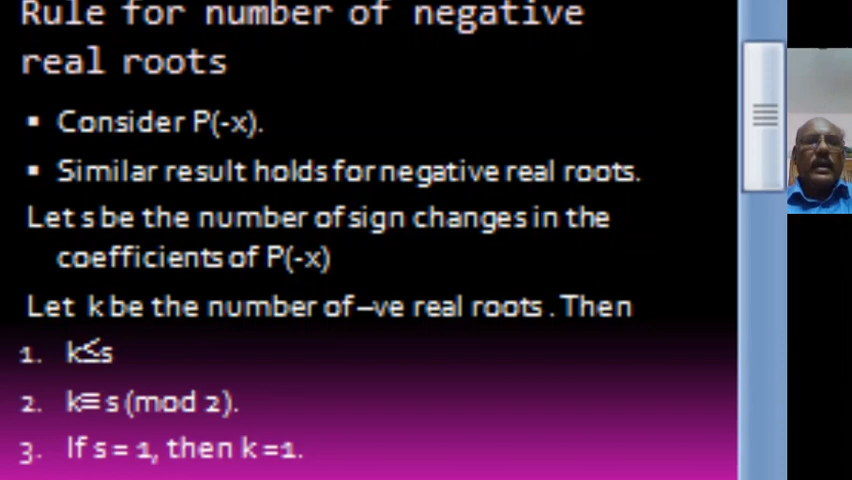 Rule for number of negative
real roots
▪ Consider P(-x).
▪ Similar result holds for negative real roots.
Let s be the number of sign changes in the
coefficients of P(-x)
Let k be the number of –ve real roots . Then
1. k≤s
2. k≡ s (mod 2).
3. If s = 1, then k =1.